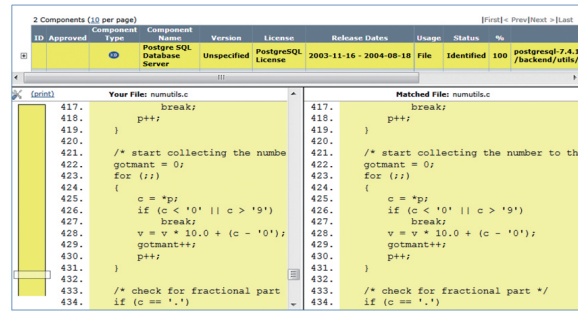 2 Components (10 per page) |First|< Prev|Next >|Last
ID Approved Component Type Component Name Version License Release Dates Usage Status %
Postgre SQL Database Server Unspecified PostgreSQL License 2003-11-16 - 2004-08-18 File Identified 100 postgresql-7.4.1 /backend/utils/
(print) Your File: numutils.c Matched File: numutils.c
417. break; 417. break;
418. p++; 418. p++;
419. } 419. }
420. 420.
421. /* start collecting the numbe 421. /* start collecting the number to th
422. gotmant = 0; 422. gotmant = 0;
423. for (;;) 423. for (;;)
424. { 424. {
425. c = *p; 425. c = *p;
426. if (c < '0' || c > '9') 426. if (c < '0' || c > '9')
427. break; 427. break;
428. v = v * 10.0 + (c - '0'); 428. v = v * 10.0 + (c - '0');
429. gotmant++; 429. gotmant++;
430. p++; 430. p++;
431. } 431. }
432. 432.
433. /* check for fractional part 433. /* check for fractional part */
434. if (c == '.') 434. if (c == '.')